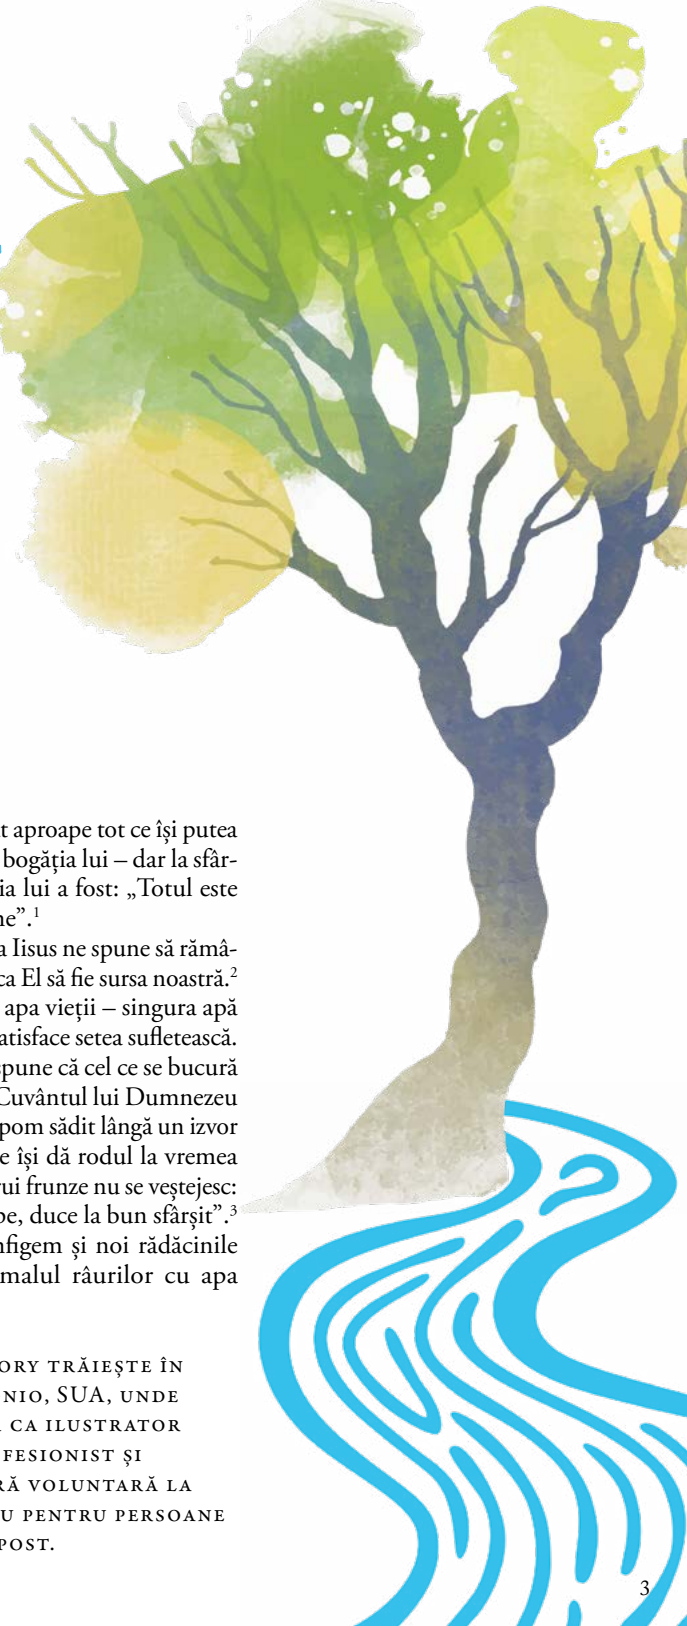 t aproape tot ce își putea
bogăția lui – dar la sfâr-
ia lui a fost: „Totul este
ne”.1
a Iisus ne spune să rămâ-
ca El să fie sursa noastră.2
apa vieții – singura apă
atisface setea sufletească.
spune că cel ce se bucură
Cuvântul lui Dumnezeu
pom sădit lângă un izvor
e își dă rodul la vremea
rui frunze nu se veștejesc:
pe, duce la bun sfârșit”.3
nfigem și noi rădăcinile
malul râurilor cu apa
ORY TRĂIEȘTE ÎN
NIO, SUA, UNDE
CA ILUSTRATOR
FESIONIST ȘI
RĂ VOLUNTARĂ LA
U PENTRU PERSOANE
POST.
3